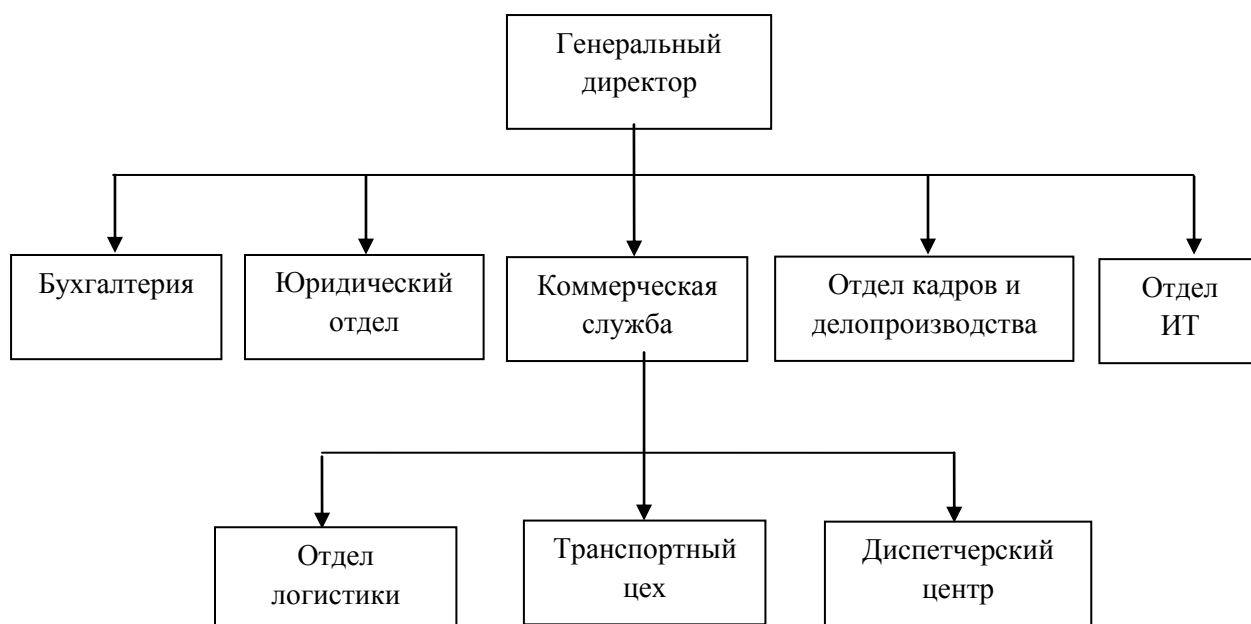 Генеральный
директор
Бухгалтерия
Юридический
отдел
Коммерческая
служба
Отдел кадров и
делопроизводства
Отдел
ИТ
Отдел
логистики
Транспортный
цех
Диспетчерский
центр